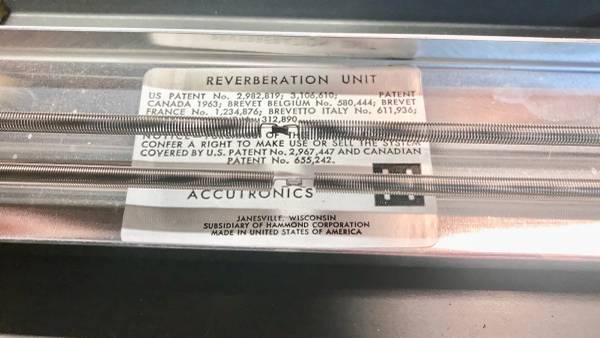 REVERBERATION UNIT
US PATENT No. 2,982,819; 3,106,610; PATENT
CANADA 1963; BREVET BELGIUM No. 580,444; BREVET
FRANCE No. 1,234,876; BREVETTO ITALY No. 611,936;
312,890
NOTICE OF
CONFER A RIGHT TO MAKE USE OR SELL THE SYSTEM
COVERED BY U.S. PATENT No. 2,967,447 AND CANADIAN
PATENT No. 655,242.
ACCUTRONICS
JANESVILLE, WISCONSIN
SUBSIDIARY OF HAMMOND CORPORATION
MADE IN UNITED STATES OF AMERICA